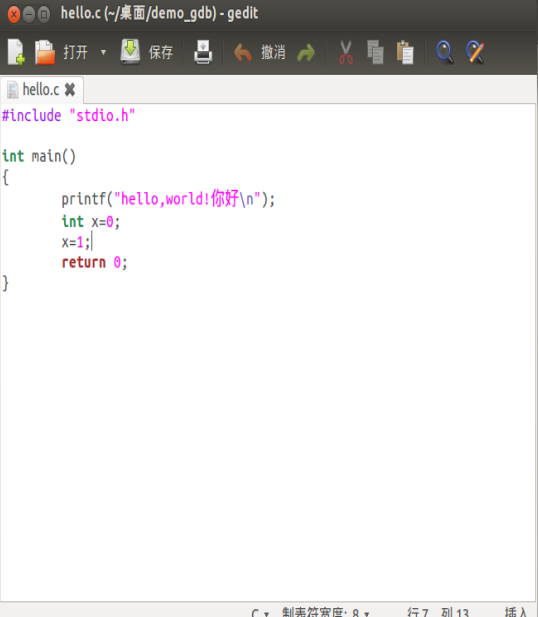 hello.c (~/桌面/demo_gdb) - gedit
打开 保存 撤消
hello.c
#include "stdio.h"
int main()
{
printf("hello,world!你好\n");
int x=0;
x=1;
return 0;
}
C 制表符宽度: 8 行 7, 列 13 插入